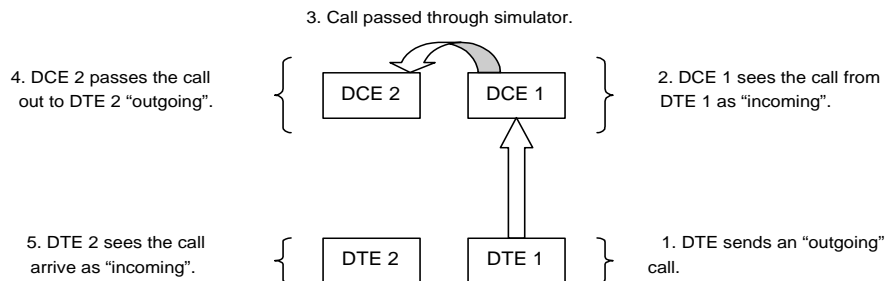 3. Call passed through simulator.
4. DCE 2 passes the call
out to DTE 2 “outgoing”.
DCE 2
DCE 1
2. DCE 1 sees the call from
DTE 1 as “incoming”.
5. DTE 2 sees the call
arrive as “incoming”.
DTE 2
DTE 1
1. DTE sends an “outgoing”
call.